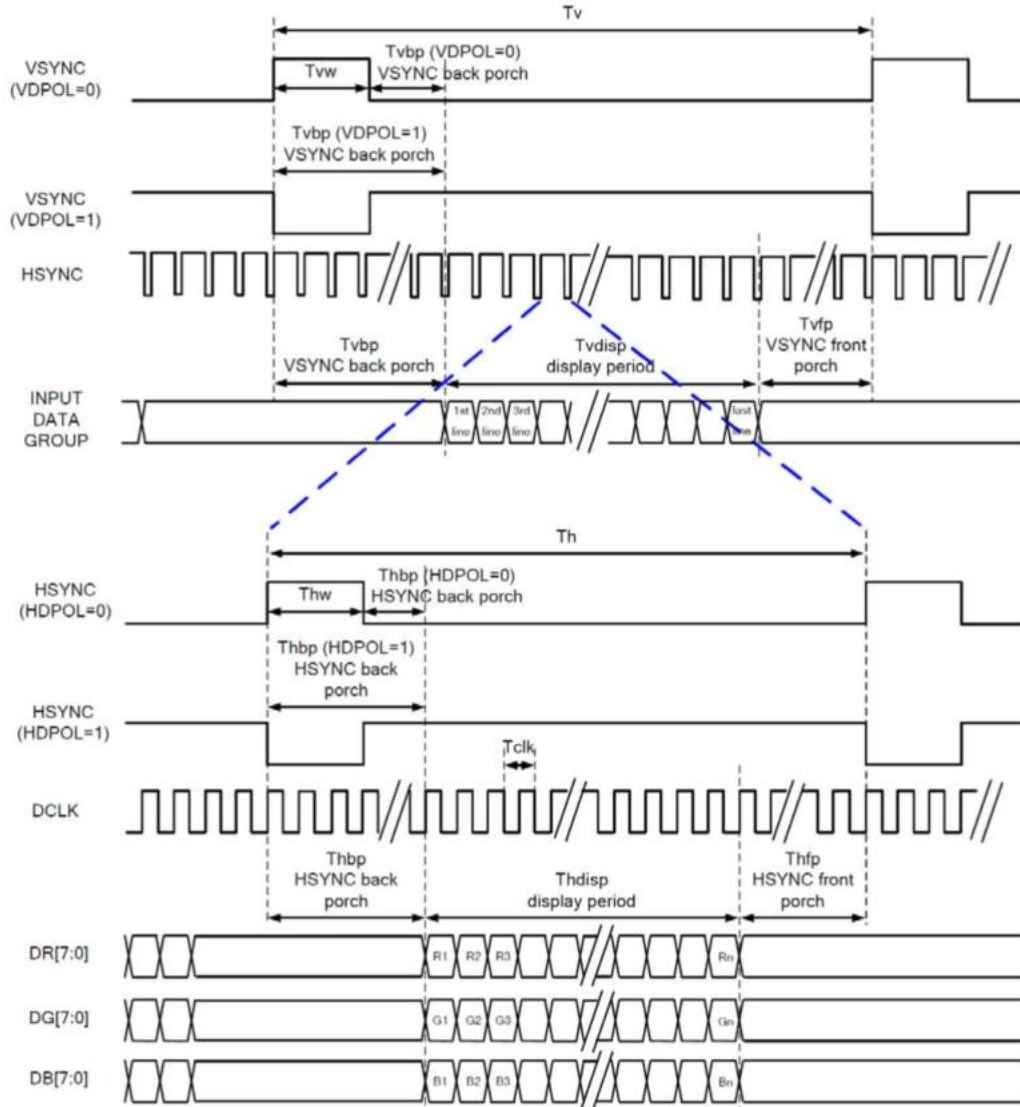 Tv
VSYNC
(VDPOL=0)
Tvw
Tvbp (VDPOL=0)
VSYNC back porch
Tvbp (VDPOL=1)
VSYNC back porch
VSYNC
(VDPOL=1)
HSYNC
Tvbp
VSYNC back porch
Tvdisp
display period
Tvfp
VSYNC front
porch
INPUT
DATA
GROUP
1st
line
2nd
line
3rd
line
last
line
Th
HSYNC
(HDPOL=0)
Thw
Thbp (HDPOL=0)
HSYNC back porch
Thbp (HDPOL=1)
HSYNC back
porch
HSYNC
(HDPOL=1)
Tclk
DCLK
Thbp
HSYNC back
porch
Thdisp
display period
Thfp
HSYNC front
porch
DR[7:0]
R1 R2 R3 Rn
DG[7:0]
G1 G2 G3 Gn
DB[7:0]
B1 B2 B3 Bn